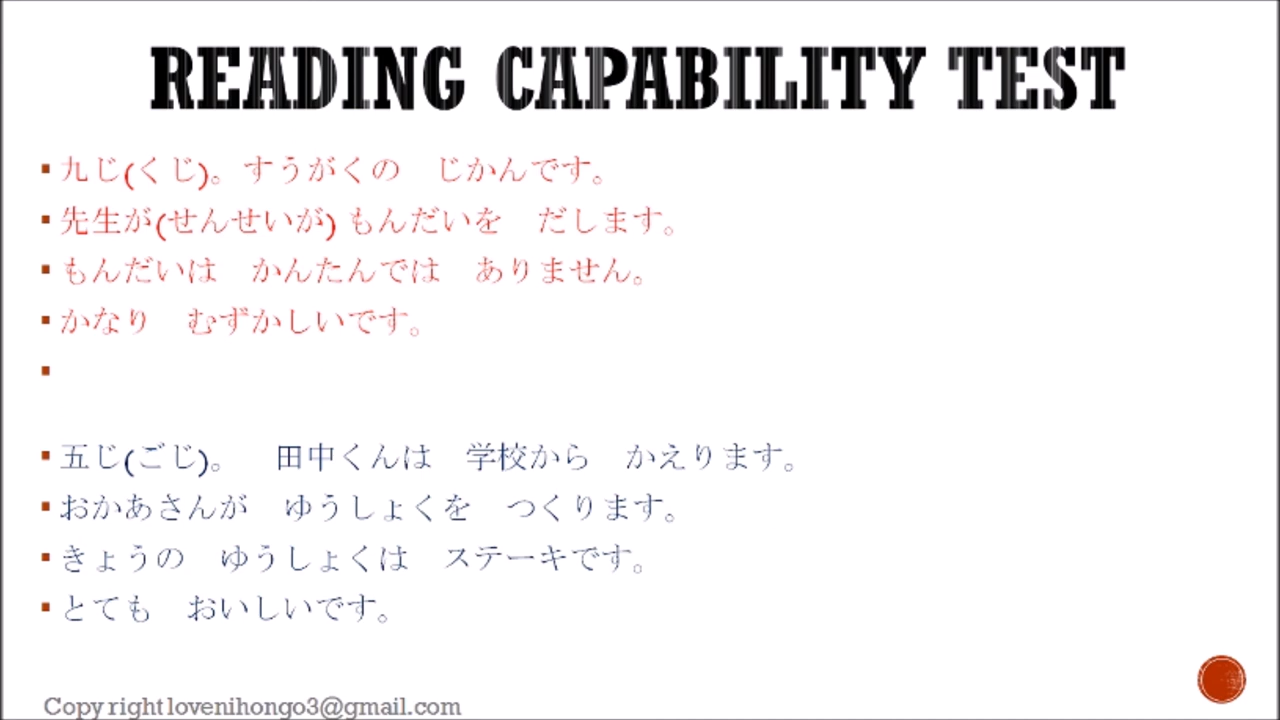 READING CAPABILITY TEST
九じ(くじ)。すうがくの　じかんです。
先生が(せんせいが) もんだいを　だします。
もんだいは　かんたんでは　ありません。
かなり　むずかしいです。
五じ(ごじ)。　田中くんは　学校から　かえります。
おかあさんが　ゆうしょくを　つくります。
きょうの　ゆうしょくは　ステーキです。
とても　おいしいです。
Copy right lovenihongo3@gmail.com